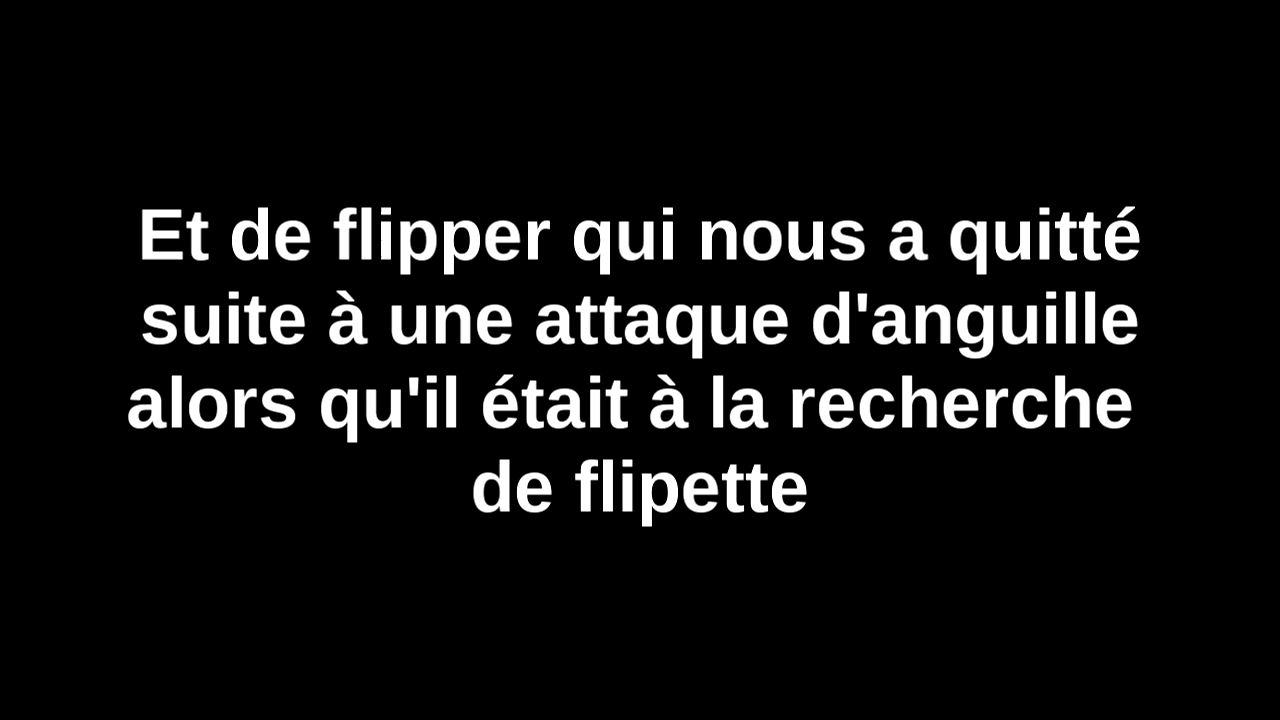 Et de flipper qui nous a quitté
suite à une attaque d'anguille
alors qu'il était à la recherche
de flipette